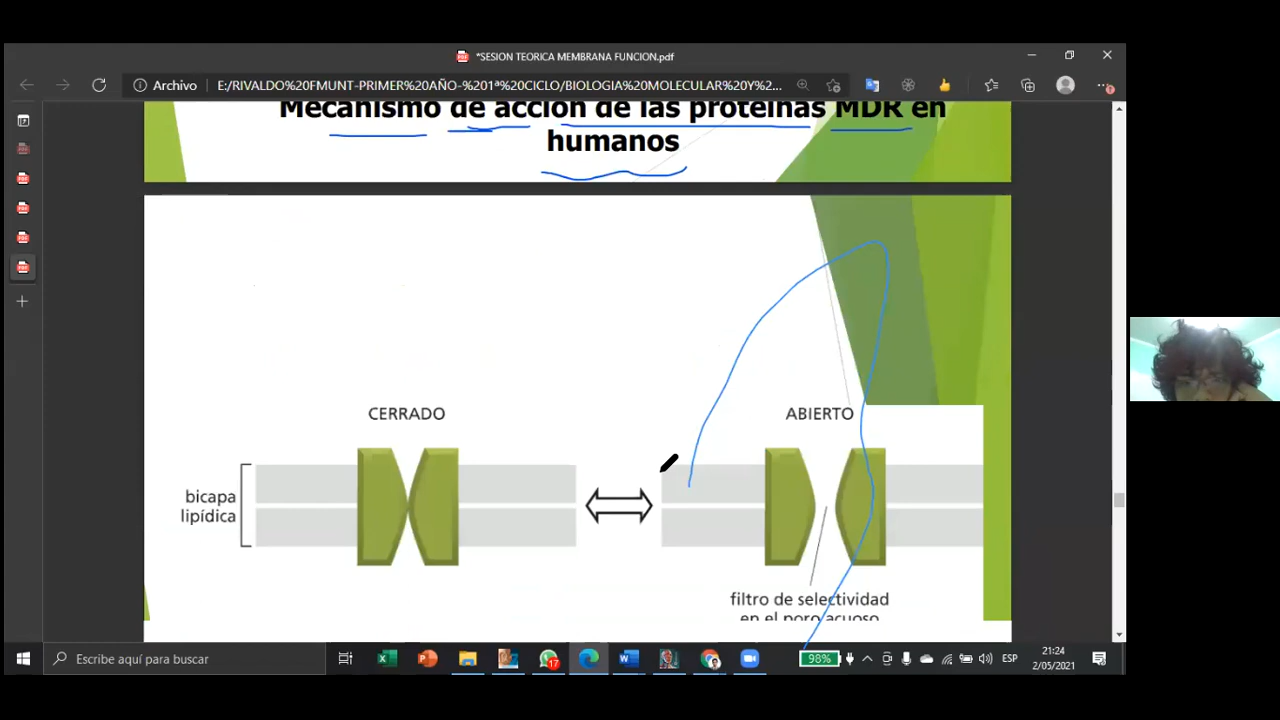 *SESION TEORICA MEMBRANA FUNCION.pdf
Archivo
E:/RIVALDO%20FMUNT-PRIMER%20AÑO-%201ª%20CICLO/BIOLOGIA%20MOLECULAR%20Y%2...
Mecanismo de acción de las proteínas MDR en
humanos
CERRADO
ABIERTO
bicapa
lipídica
filtro de selectividad
en el poro acuoso
Escribe aquí para buscar
17
98%
ESP
21:24
2/05/2021